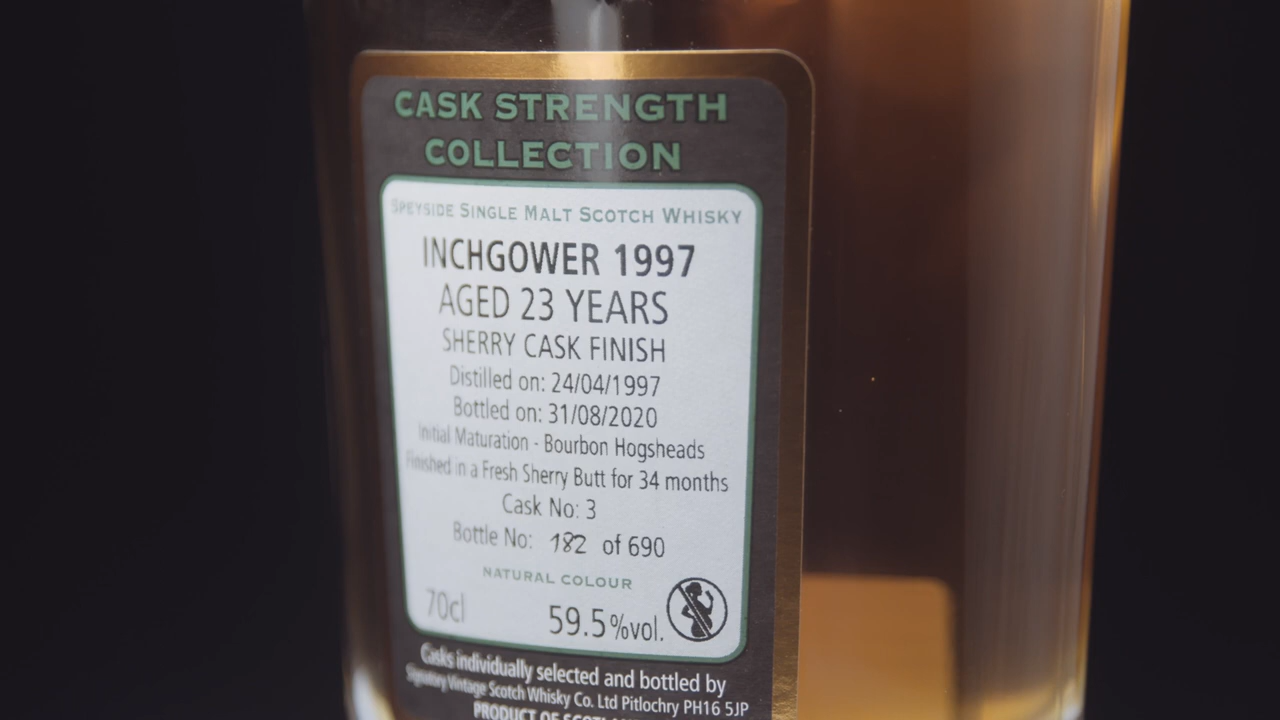 CASK STRENGTH
COLLECTION
SPEYSIDE SINGLE MALT SCOTCH WHISKY
INCHGOWER 1997
AGED 23 YEARS
SHERRY CASK FINISH
Distilled on: 24/04/1997
Bottled on: 31/08/2020
Initial Maturation - Bourbon Hogsheads
Finished in a Fresh Sherry Butt for 34 months
Cask No: 3
Bottle No: 182 of 690
NATURAL COLOUR
70cl 59.5%vol.
Casks individually selected and bottled by
Signatory Vintage Scotch Whisky Co. Ltd Pitlochry PH16 5JP
PRODUCT OF